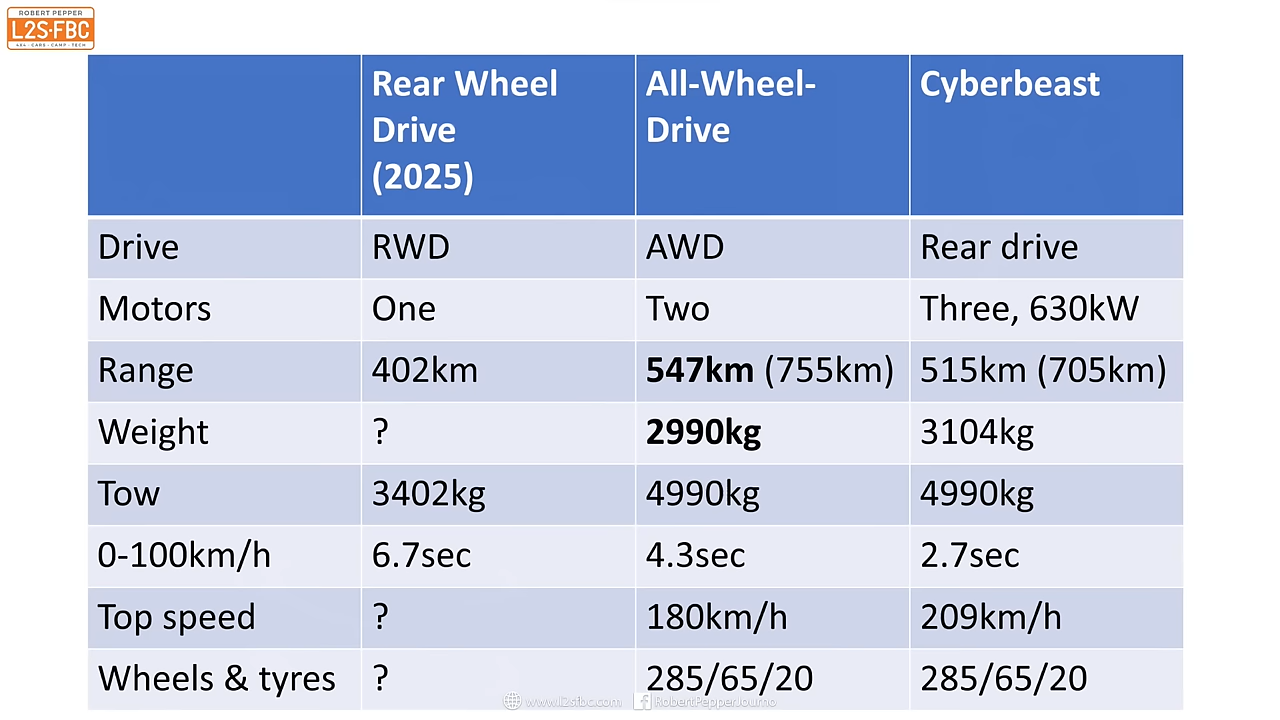 ROBERT PEPPER
L2S·FBC
4X4 · CARS · CAMP · TECH
Rear Wheel Drive (2025) All-Wheel-Drive Cyberbeast
Drive RWD AWD Rear drive
Motors One Two Three, 630kW
Range 402km 547km (755km) 515km (705km)
Weight ? 2990kg 3104kg
Tow 3402kg 4990kg 4990kg
0-100km/h 6.7sec 4.3sec 2.7sec
Top speed ? 180km/h 209km/h
Wheels & tyres ? 285/65/20 285/65/20
www.l2sfbc.com RobertPepperJourno